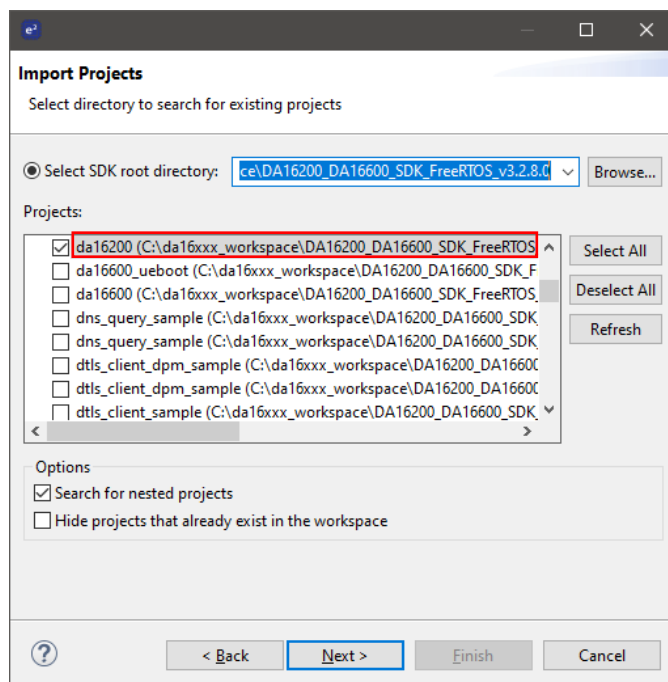 e²
Import Projects
Select directory to search for existing projects
Select SDK root directory: ce\DA16200_DA16600_SDK_FreeRTOS_v3.2.8.0 Browse...
Projects:
da16200 (C:\da16xxx_workspace\DA16200_DA16600_SDK_FreeRTOS Select All
da16600_ueboot (C:\da16xxx_workspace\DA16200_DA16600_SDK_F
da16600 (C:\da16xxx_workspace\DA16200_DA16600_SDK_FreeRTOS_ Deselect All
dns_query_sample (C:\da16xxx_workspace\DA16200_DA16600_SDK_
dns_query_sample (C:\da16xxx_workspace\DA16200_DA16600_SDK_ Refresh
dtls_client_dpm_sample (C:\da16xxx_workspace\DA16200_DA1660(
dtls_client_dpm_sample (C:\da16xxx_workspace\DA16200_DA1660(
dtls_client_sample (C:\da16xxx_workspace\DA16200_DA16600_SDK_
Options
Search for nested projects
Hide projects that already exist in the workspace
? < Back Next > Finish Cancel